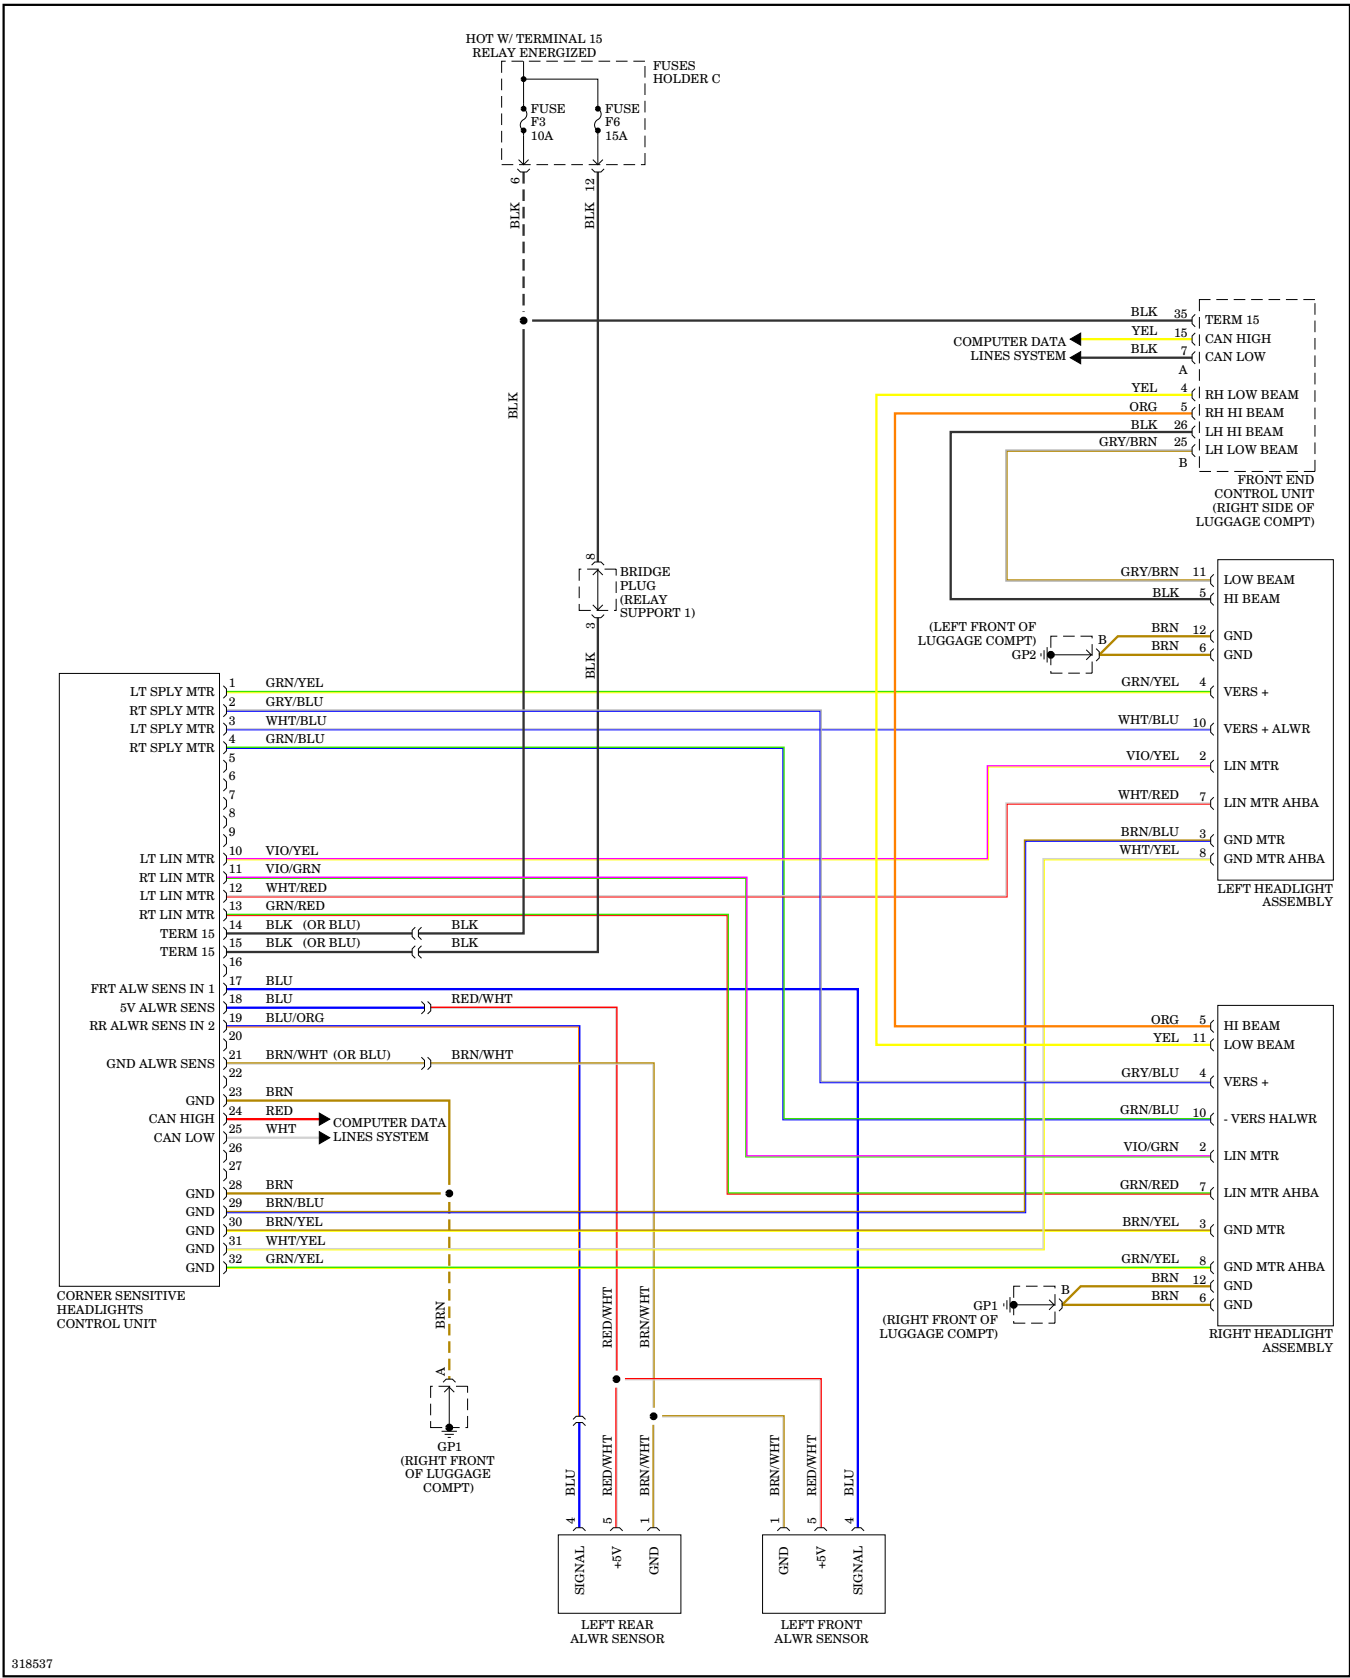 HOT W/ TERMINAL 15
RELAY ENERGIZED
FUSES
HOLDER C
FUSE
F3
10A
FUSE
F6
15A
6
12
BLK
BLK
BLK
BLK 35 TERM 15
YEL 15 CAN HIGH
BLK 7 CAN LOW
COMPUTER DATA
LINES SYSTEM
A
YEL 4 RH LOW BEAM
ORG 5 RH HI BEAM
BLK 26 LH HI BEAM
GRY/BRN 25 LH LOW BEAM
B
FRONT END
CONTROL UNIT
(RIGHT SIDE OF
LUGGAGE COMPT)
8
BRIDGE
PLUG
(RELAY
SUPPORT 1)
3
BLK
GRY/BRN 11 LOW BEAM
BLK 5 HI BEAM
(LEFT FRONT OF
LUGGAGE COMPT)
GP2
B
BRN 12 GND
BRN 6 GND
GRN/YEL 4 VERS +
WHT/BLU 10 VERS + ALWR
VIO/YEL 2 LIN MTR
WHT/RED 7 LIN MTR AHBA
BRN/BLU 3 GND MTR
WHT/YEL 8 GND MTR AHBA
LEFT HEADLIGHT
ASSEMBLY
LT SPLY MTR 1 GRN/YEL
RT SPLY MTR 2 GRY/BLU
LT SPLY MTR 3 WHT/BLU
RT SPLY MTR 4 GRN/BLU
5
6
7
8
9
LT LIN MTR 10 VIO/YEL
RT LIN MTR 11 VIO/GRN
LT LIN MTR 12 WHT/RED
RT LIN MTR 13 GRN/RED
TERM 15 14 BLK (OR BLU) BLK
TERM 15 15 BLK (OR BLU) BLK
16
FRT ALW SENS IN 1 17 BLU
5V ALWR SENS 18 BLU RED/WHT
RR ALWR SENS IN 2 19 BLU/ORG
20
GND ALWR SENS 21 BRN/WHT (OR BLU) BRN/WHT
22
GND 23 BRN
CAN HIGH 24 RED
CAN LOW 25 WHT
COMPUTER DATA
LINES SYSTEM
26
27
GND 28 BRN
GND 29 BRN/BLU
GND 30 BRN/YEL
GND 31 WHT/YEL
GND 32 GRN/YEL
CORNER SENSITIVE
HEADLIGHTS
CONTROL UNIT
ORG 5 HI BEAM
YEL 11 LOW BEAM
GRY/BLU 4 VERS +
GRN/BLU 10 - VERS HALWR
VIO/GRN 2 LIN MTR
GRN/RED 7 LIN MTR AHBA
BRN/YEL 3 GND MTR
GRN/YEL 8 GND MTR AHBA
BRN 12 GND
BRN 6 GND
B
GP1
(RIGHT FRONT OF
LUGGAGE COMPT)
RIGHT HEADLIGHT
ASSEMBLY
BRN
A
GP1
(RIGHT FRONT
OF LUGGAGE
COMPT)
RED/WHT
BRN/WHT
BLU
RED/WHT
BRN/WHT
BRN/WHT
RED/WHT
BLU
4
5
1
1
5
4
SIGNAL
+5V
GND
GND
+5V
SIGNAL
LEFT REAR
ALWR SENSOR
LEFT FRONT
ALWR SENSOR
318537